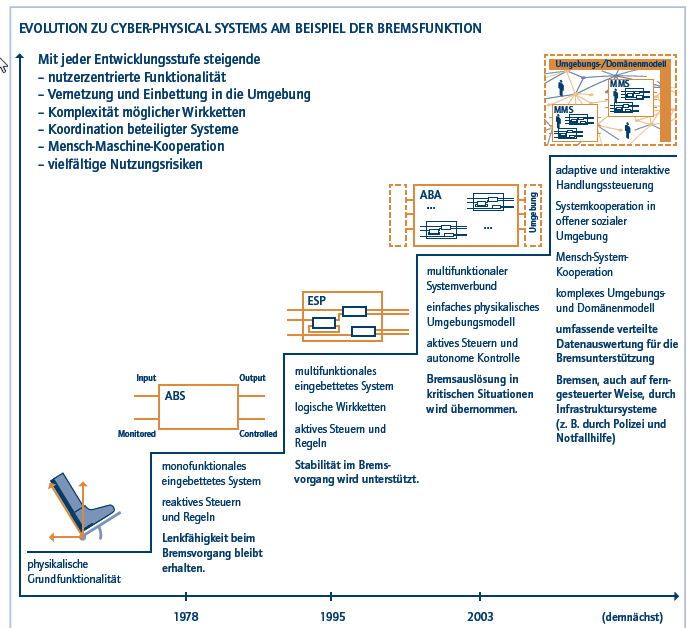 EVOLUTION ZU CYBER-PHYSICAL SYSTEMS AM BEISPIEL DER BREMSFUNKTION
Mit jeder Entwicklungsstufe steigende
– nutzerzentrierte Funktionalität
– Vernetzung und Einbettung in die Umgebung
– Komplexität möglicher Wirkketten
– Koordination beteiligter Systeme
– Mensch-Maschine-Kooperation
– vielfältige Nutzungsrisiken
physikalische
Grundfunktionalität
Input
Output
ABS
Monitored
Controlled
monofunktionales
eingebettetes System
reaktives Steuern
und Regeln
Lenkfähigkeit beim
Bremsvorgang bleibt
erhalten.
ESP
multifunktionales
eingebettetes System
logische Wirkketten
aktives Steuern und
Regeln
Stabilität im Brems-
vorgang wird unterstützt.
ABA
...
...
Umgebung
multifunktionaler
Systemverbund
einfaches physikalisches
Umgebungsmodell
aktives Steuern und
autonome Kontrolle
Bremsauslösung in
kritischen Situationen
wird übernommen.
Umgebungs-/Domänenmodell
MMS
MMS
adaptive und interaktive
Handlungssteuerung
Systemkooperation in
offener sozialer
Umgebung
Mensch-System-
Kooperation
komplexes Umgebungs-
und Domänenmodell
umfassende verteilte
Datenauswertung für die
Bremsunterstützung
Bremsen, auch auf fern-
gesteuerter Weise, durch
Infrastruktursysteme
(z. B. durch Polizei und
Notfallhilfe)
1978
1995
2003
(demnächst)